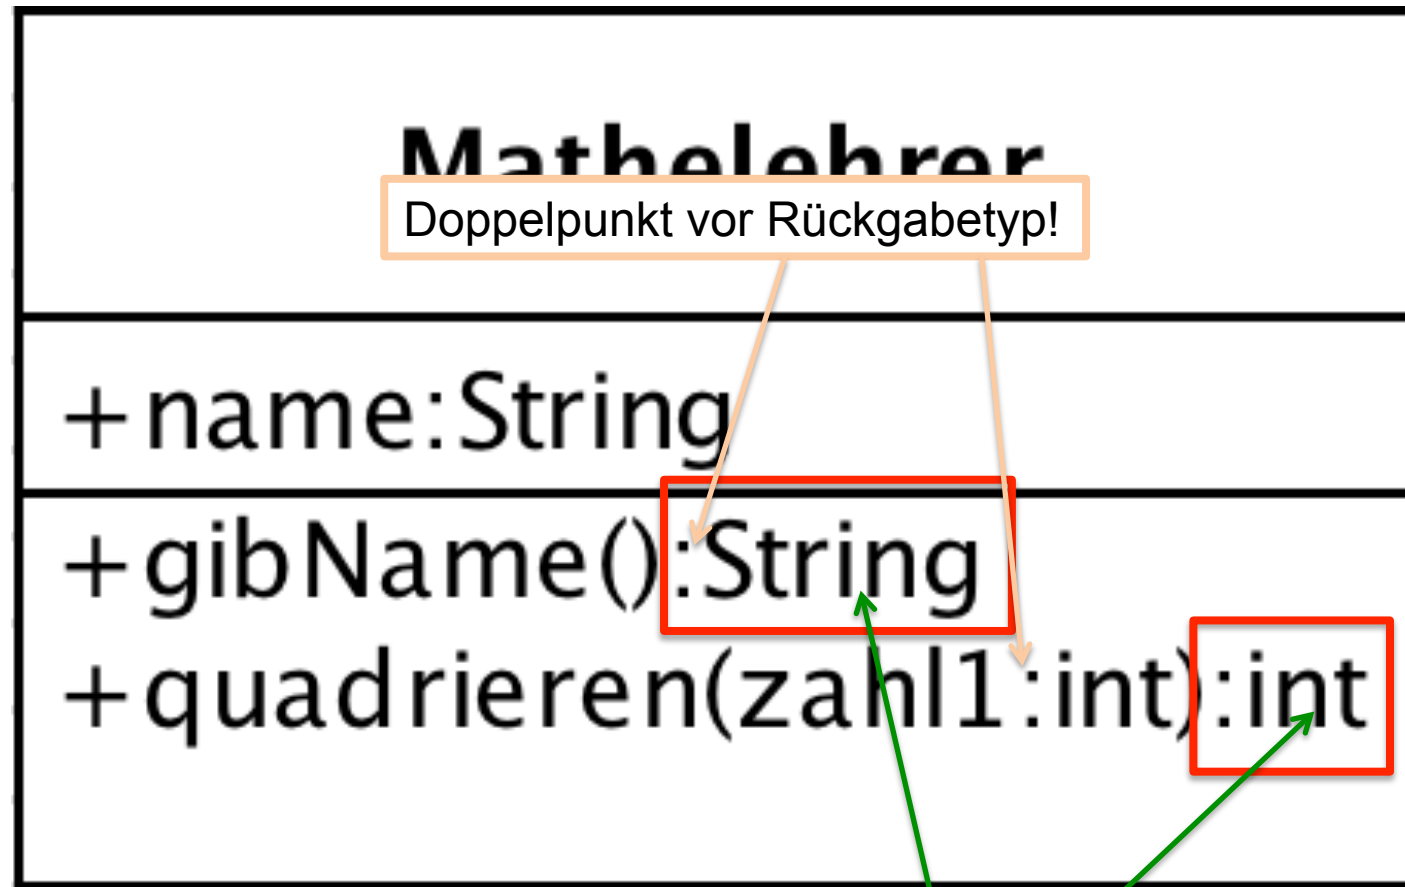 Mathelehrer
Doppelpunkt vor Rückgabetyp!
+name:String
+gibName():String
+quadrieren(zahl1:int):int